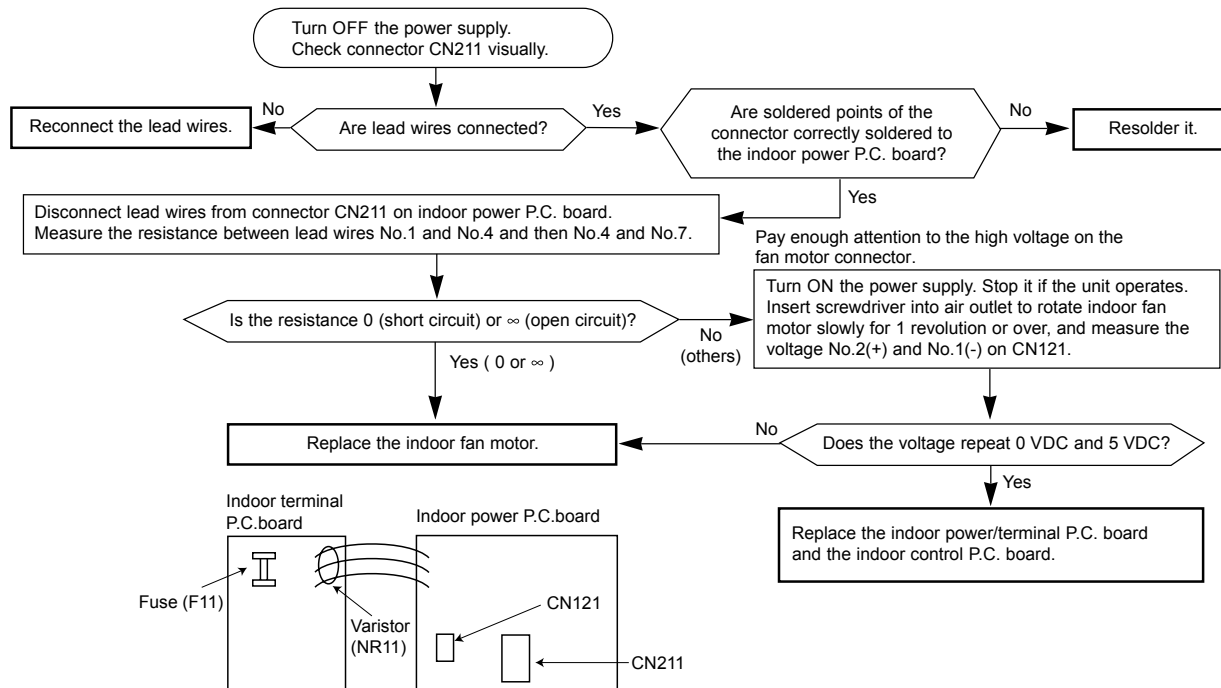 Turn OFF the power supply.
Check connector CN211 visually.
No
Yes
No
Reconnect the lead wires.
Are lead wires connected?
Are soldered points of the
connector correctly soldered to
the indoor power P.C. board?
Resolder it.
Yes
Disconnect lead wires from connector CN211 on indoor power P.C. board.
Measure the resistance between lead wires No.1 and No.4 and then No.4 and No.7.
Pay enough attention to the high voltage on the
fan motor connector.
Turn ON the power supply. Stop it if the unit operates.
Insert screwdriver into air outlet to rotate indoor fan
motor slowly for 1 revolution or over, and measure the
voltage No.2(+) and No.1(-) on CN121.
Is the resistance 0 (short circuit) or ∞ (open circuit)?
No
(others)
Yes ( 0 or ∞ )
Replace the indoor fan motor.
No
Does the voltage repeat 0 VDC and 5 VDC?
Yes
Replace the indoor power/terminal P.C. board
and the indoor control P.C. board.
Indoor terminal
P.C.board
Indoor power P.C.board
Fuse (F11)
Varistor
(NR11)
CN121
CN211